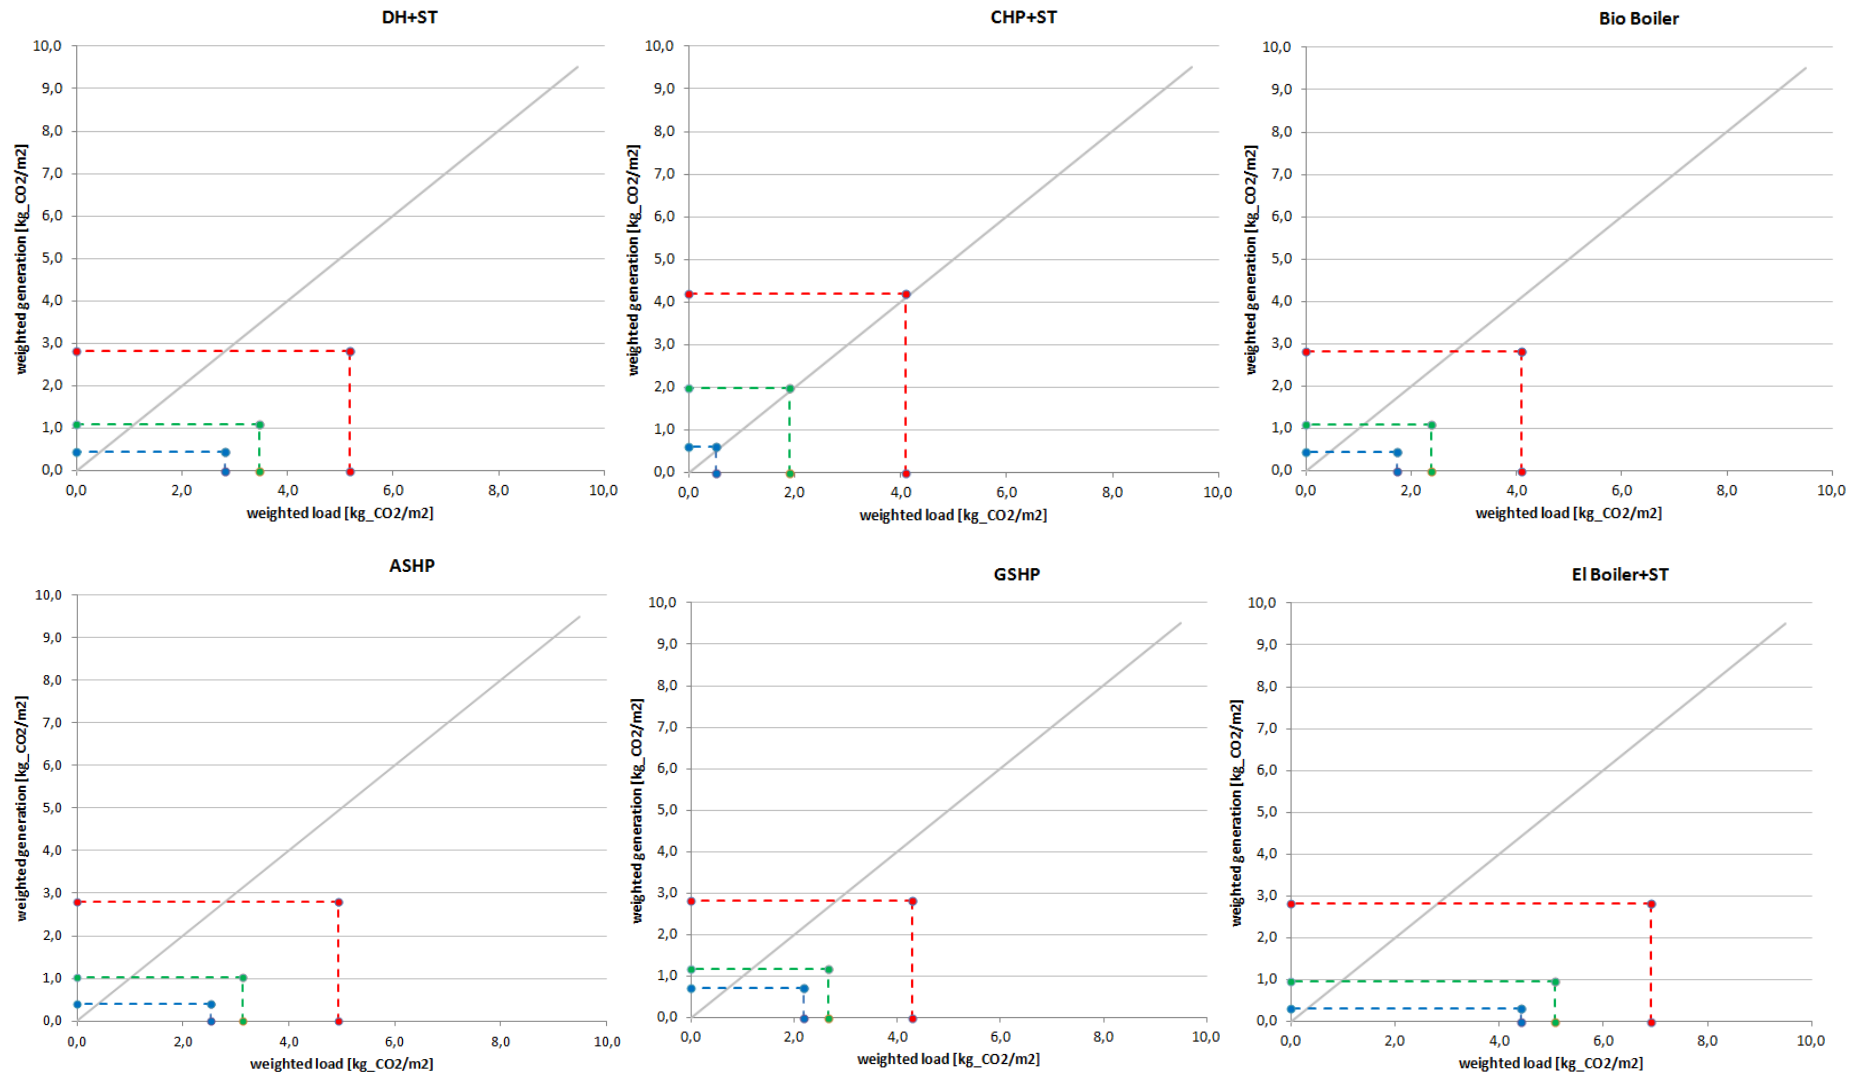 DH+ST
10,0
9,0
8,0
7,0
6,0
5,0
4,0
3,0
2,0
1,0
0,0
0,0 2,0 4,0 6,0 8,0 10,0
weighted generation [kg_CO2/m2]
weighted load [kg_CO2/m2]
CHP+ST
10,0
9,0
8,0
7,0
6,0
5,0
4,0
3,0
2,0
1,0
0,0
0,0 2,0 4,0 6,0 8,0 10,0
weighted generation [kg_CO2/m2]
weighted load [kg_CO2/m2]
Bio Boiler
10,0
9,0
8,0
7,0
6,0
5,0
4,0
3,0
2,0
1,0
0,0
0,0 2,0 4,0 6,0 8,0 10,0
weighted generation [kg_CO2/m2]
weighted load [kg_CO2/m2]
ASHP
10,0
9,0
8,0
7,0
6,0
5,0
4,0
3,0
2,0
1,0
0,0
0,0 2,0 4,0 6,0 8,0 10,0
weighted generation [kg_CO2/m2]
weighted load [kg_CO2/m2]
GSHP
10,0
9,0
8,0
7,0
6,0
5,0
4,0
3,0
2,0
1,0
0,0
0,0 2,0 4,0 6,0 8,0 10,0
weighted generation [kg_CO2/m2]
weighted load [kg_CO2/m2]
El Boiler+ST
10,0
9,0
8,0
7,0
6,0
5,0
4,0
3,0
2,0
1,0
0,0
0,0 2,0 4,0 6,0 8,0 10,0
weighted generation [kg_CO2/m2]
weighted load [kg_CO2/m2]